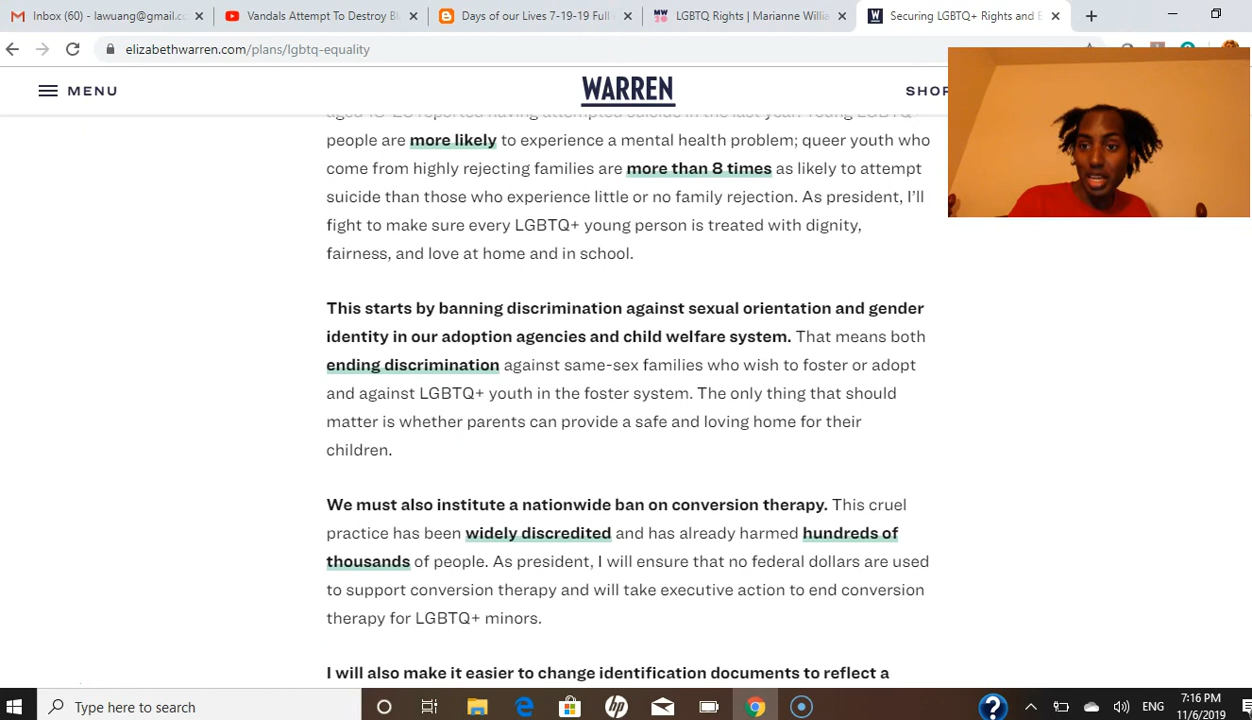 Inbox (60) - lawuang@gmail.c
Vandals Attempt To Destroy Bl
Days of our Lives 7-19-19 Full
LGBTQ Rights | Marianne Willia
Securing LGBTQ+ Rights and E
elizabethwarren.com/plans/lgbtq-equality
MENU
WARREN
SHOP
people are more likely to experience a mental health problem; queer youth who
come from highly rejecting families are more than 8 times as likely to attempt
suicide than those who experience little or no family rejection. As president, I'll
fight to make sure every LGBTQ+ young person is treated with dignity,
fairness, and love at home and in school.
This starts by banning discrimination against sexual orientation and gender
identity in our adoption agencies and child welfare system. That means both
ending discrimination against same-sex families who wish to foster or adopt
and against LGBTQ+ youth in the foster system. The only thing that should
matter is whether parents can provide a safe and loving home for their
children.
We must also institute a nationwide ban on conversion therapy. This cruel
practice has been widely discredited and has already harmed hundreds of
thousands of people. As president, I will ensure that no federal dollars are used
to support conversion therapy and will take executive action to end conversion
therapy for LGBTQ+ minors.
I will also make it easier to change identification documents to reflect a
Type here to search
ENG
7:16 PM
11/6/2019